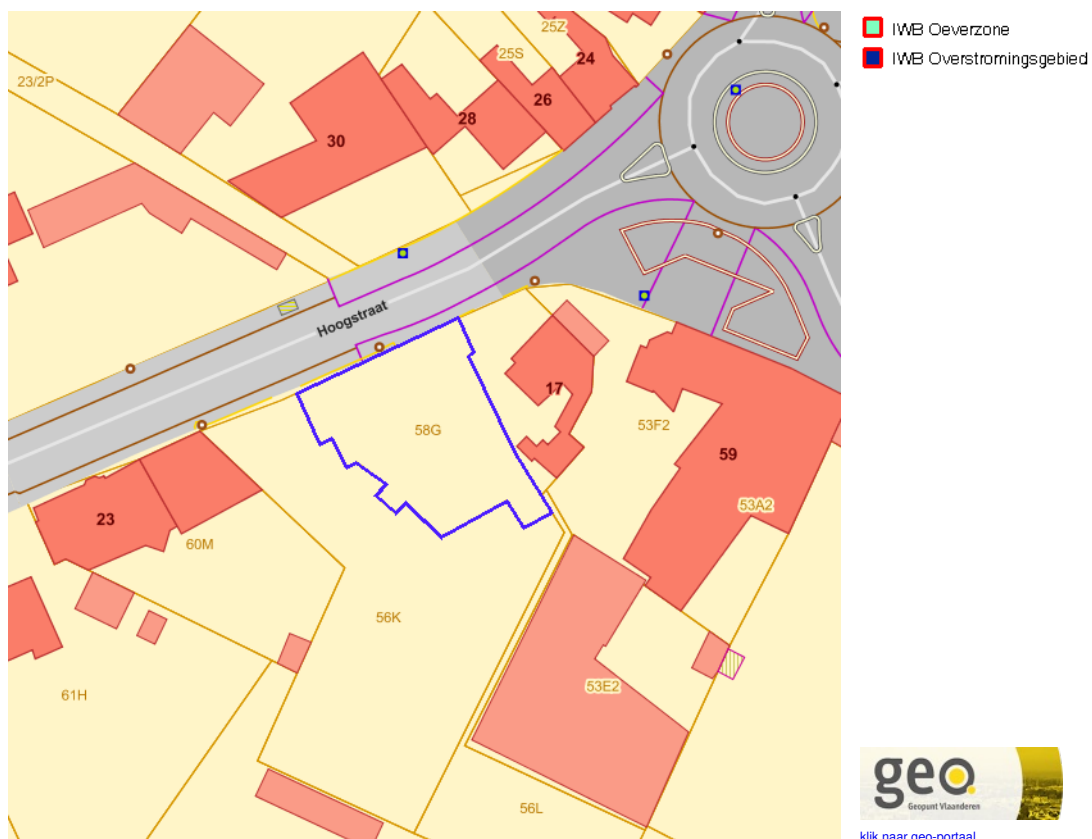 25Z
IWB Oeverzone
25S
24
IWB Overstromingsgebied
23/2P
26
28
30
Hoogstraat
17
58G
53F2
59
53A2
23
60M
56K
53E2
61H
56L
geo.
Geopunt Vlaanderen
klik naar geo-portaal